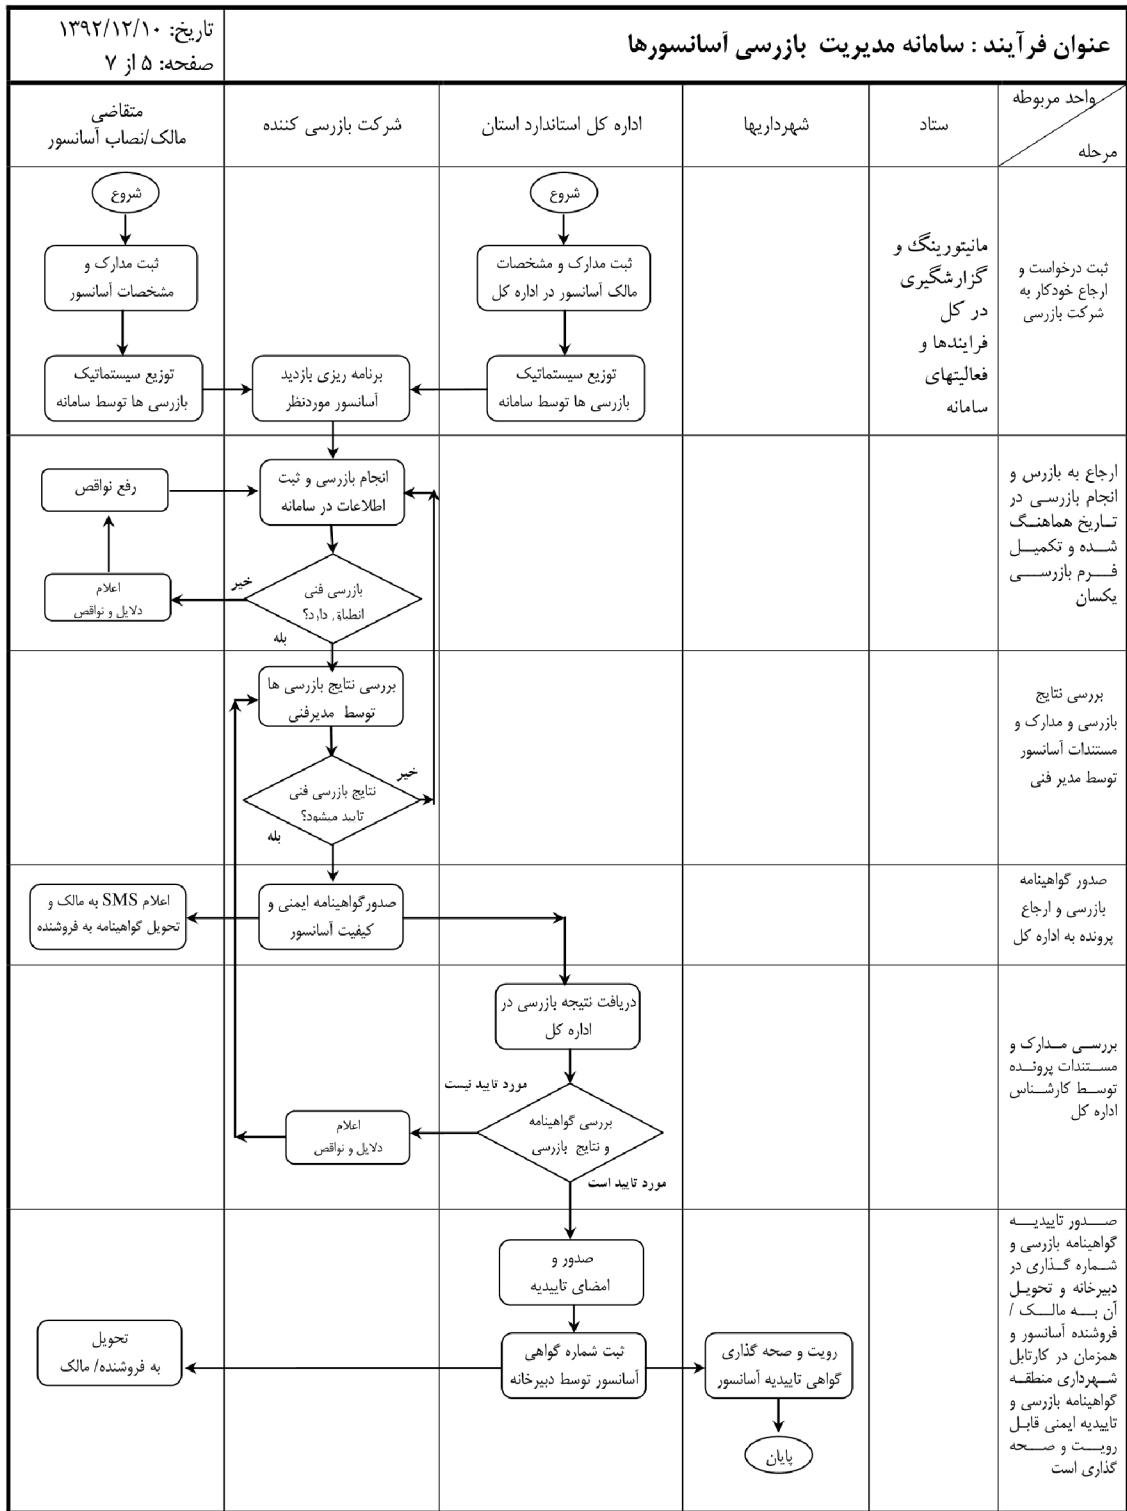 عنوان فرآیند : سامانه مدیریت بازرسی آسانسورها
تاریخ: ۱۳۹۲/۱۲/۱۰
صفحه: ۵ از ۷
واحد مربوطه
مرحله
ستاد
شهرداریها
اداره کل استاندارد استان
شرکت بازرسی کننده
متقاضی
مالک/نصاب آسانسور
ثبت درخواست و
ارجاع خودکار به
شرکت بازرسی
مانیتورینگ و
گزارشگیری
در کل
فرایندها و
فعالیتهای
سامانه
شروع
ثبت مدارک و مشخصات
مالک آسانسور در اداره کل
توزیع سیستماتیک
بازرسی ها توسط سامانه
برنامه ریزی بازدید
آسانسور موردنظر
شروع
ثبت مدارک و
مشخصات آسانسور
توزیع سیستماتیک
بازرسی ها توسط سامانه
ارجاع به بازرس و
انجام بازرسی در
تاریخ هماهنگ
شده و تکمیل
فرم بازرسی
یکسان
انجام بازرسی و ثبت
اطلاعات در سامانه
بازرسی فنی
انطباق دارد؟
خیر
بله
رفع نواقص
اعلام
دلایل و نواقص
بررسی نتایج
بازرسی و مدارک و
مستندات آسانسور
توسط مدیر فنی
بررسی نتایج بازرسی ها
توسط مدیرفنی
نتایج بازرسی فنی
تایید میشود؟
خیر
بله
صدور گواهینامه
بازرسی و ارجاع
پرونده به اداره کل
صدورگواهینامه ایمنی و
کیفیت آسانسور
اعلام SMS به مالک و
تحویل گواهینامه به فروشنده
بررسی مدارک و
مستندات پرونده
توسط کارشناس
اداره کل
دریافت نتیجه بازرسی در
اداره کل
مورد تایید نیست
بررسی گواهینامه
و نتایج بازرسی
مورد تایید است
اعلام
دلایل و نواقص
صدور تاییدیه
گواهینامه بازرسی و
شماره گذاری در
دبیرخانه و تحویل
آن به مالک /
فروشنده آسانسور و
همزمان در کارتابل
شهرداری منطقه
گواهینامه بازرسی و
تاییدیه ایمنی قابل
رویت و صحه
گذاری است
صدور و
امضای تاییدیه
ثبت شماره گواهی
آسانسور توسط دبیرخانه
رویت و صحه گذاری
گواهی تاییدیه آسانسور
تحویل
به فروشنده/ مالک
پایان